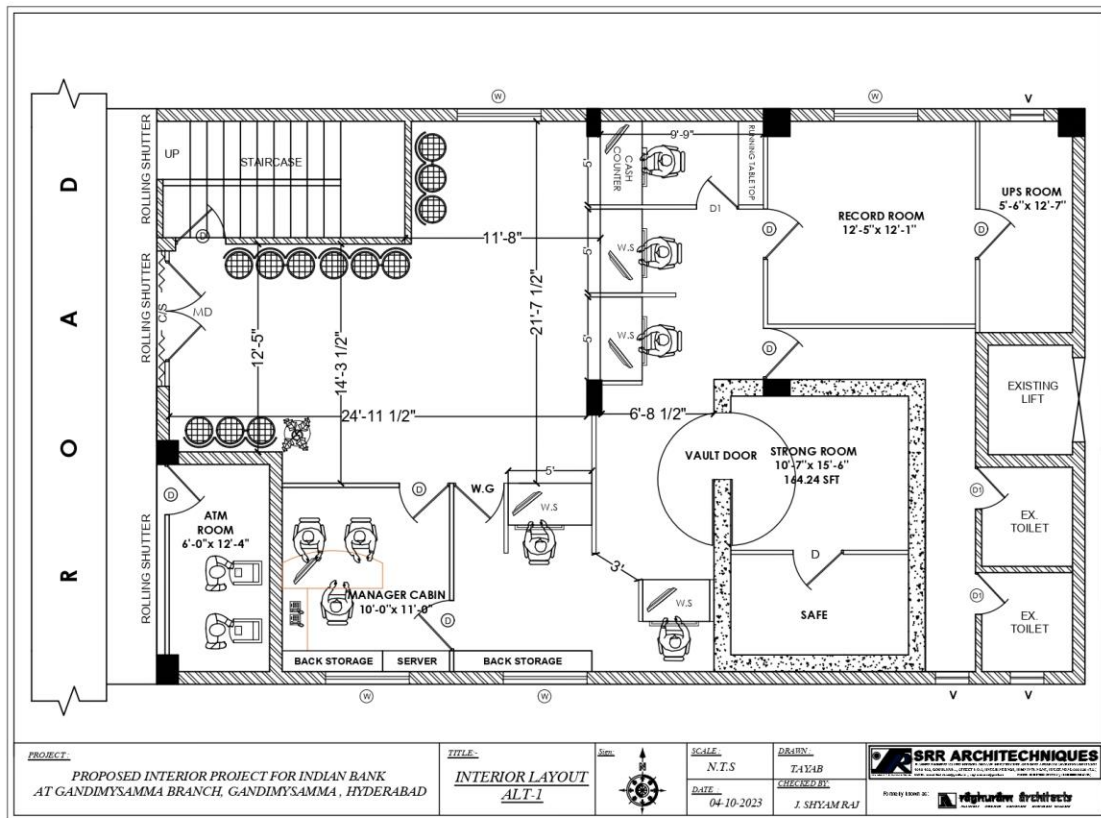 W
W
V
ROAD
ROLLING SHUTTER
ROLLING SHUTTER
ROLLING SHUTTER
UP
STAIRCASE
D
MD
C/S
11'-8"
12'-5"
14'-3 1/2"
21'-7 1/2"
24'-11 1/2"
9'-9"
CASH
COUNTER
RUNNING TABLE TOP
D1
5'
5'
5'
W.S
W.S
D
D
D
RECORD ROOM
12'-5"x 12'-1"
UPS ROOM
5'-6"x 12'-7"
EXISTING
LIFT
6'-8 1/2"
VAULT DOOR
STRONG ROOM
10'-7"x 15'-6"
164.24 SFT
D
SAFE
D1
EX.
TOILET
D1
EX.
TOILET
D
ATM
ROOM
6'-0"x 12'-4"
D
W.G
5'
W.S
3'
W.S
MANAGER CABIN
10'-0"x 11'-0"
D
BACK STORAGE
SERVER
BACK STORAGE
W
W
V
V
PROJECT :
PROPOSED INTERIOR PROJECT FOR INDIAN BANK
AT GANDIMYSAMMA BRANCH, GANDIMYSAMMA , HYDERABAD
TITLE:-
INTERIOR LAYOUT
ALT-1
Sign:
N
SCALE :
N.T.S
DATE :
04-10-2023
DRAWN :
TAYAB
CHECKED BY:
J. SHYAM RAJ
SRR ARCHITECHNIQUES
Formerly known as:
raghuram architects